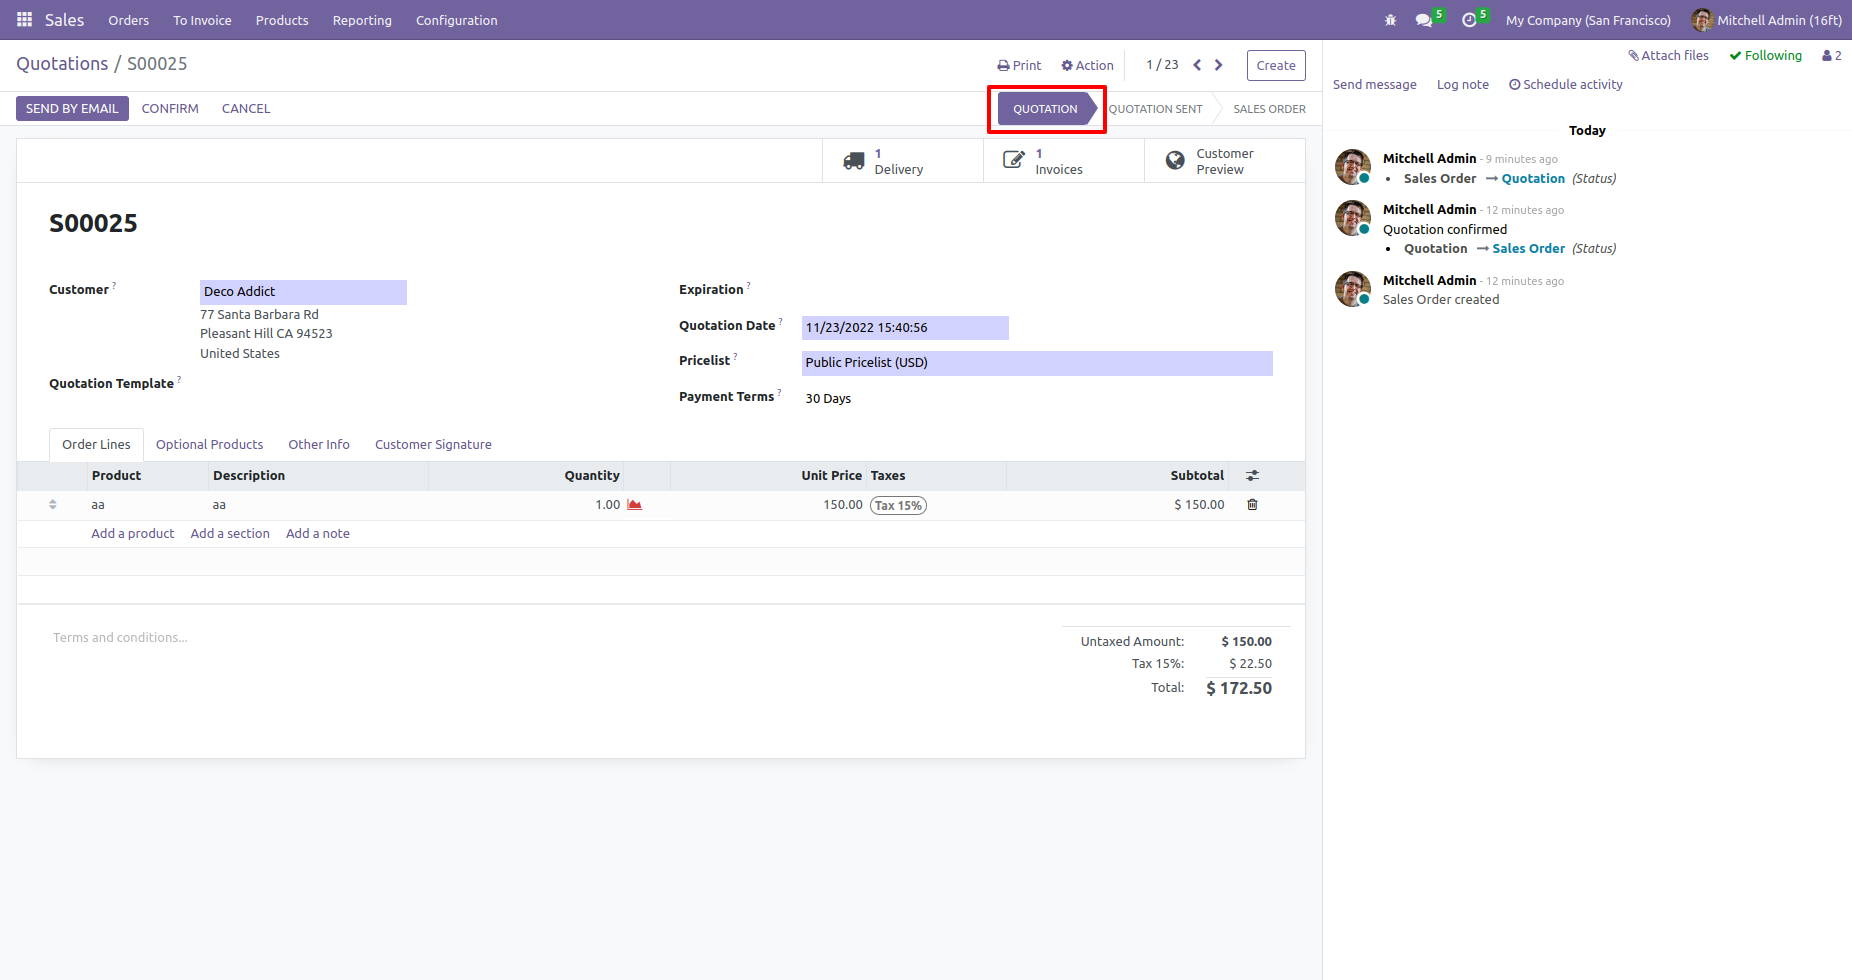 Sales Orders To Invoice Products Reporting Configuration 5 5 My Company (San Francisco) Mitchell Admin (16ft)
Quotations / S00025
Print Action 1 / 23 Create
SEND BY EMAIL CONFIRM CANCEL
QUOTATION QUOTATION SENT SALES ORDER
1
Delivery
1
Invoices
Customer
Preview
S00025
Customer ?
Deco Addict
77 Santa Barbara Rd
Pleasant Hill CA 94523
United States
Quotation Template ?
Expiration ?
Quotation Date ? 11/23/2022 15:40:56
Pricelist ? Public Pricelist (USD)
Payment Terms ? 30 Days
Order Lines Optional Products Other Info Customer Signature
Product Description Quantity Unit Price Taxes Subtotal
aa aa 1.00 150.00 Tax 15% $ 150.00
Add a product Add a section Add a note
Terms and conditions...
Untaxed Amount: $ 150.00
Tax 15%: $ 22.50
Total: $ 172.50
Attach files Following 2
Send message Log note Schedule activity
Today
Mitchell Admin - 9 minutes ago
• Sales Order → Quotation (Status)
Mitchell Admin - 12 minutes ago
Quotation confirmed
• Quotation → Sales Order (Status)
Mitchell Admin - 12 minutes ago
Sales Order created